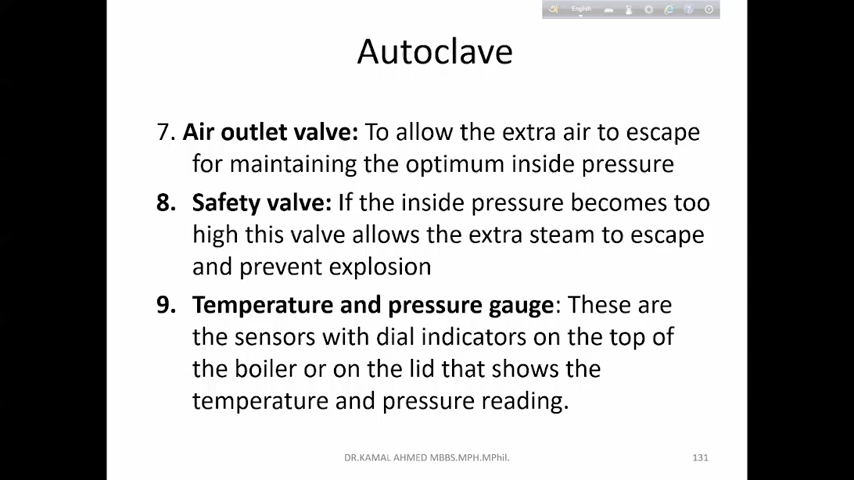 English
Autoclave
7. Air outlet valve: To allow the extra air to escape
for maintaining the optimum inside pressure
8. Safety valve: If the inside pressure becomes too
high this valve allows the extra steam to escape
and prevent explosion
9. Temperature and pressure gauge: These are
the sensors with dial indicators on the top of
the boiler or on the lid that shows the
temperature and pressure reading.
DR.KAMAL AHMED MBBS.MPH.MPhil.
131